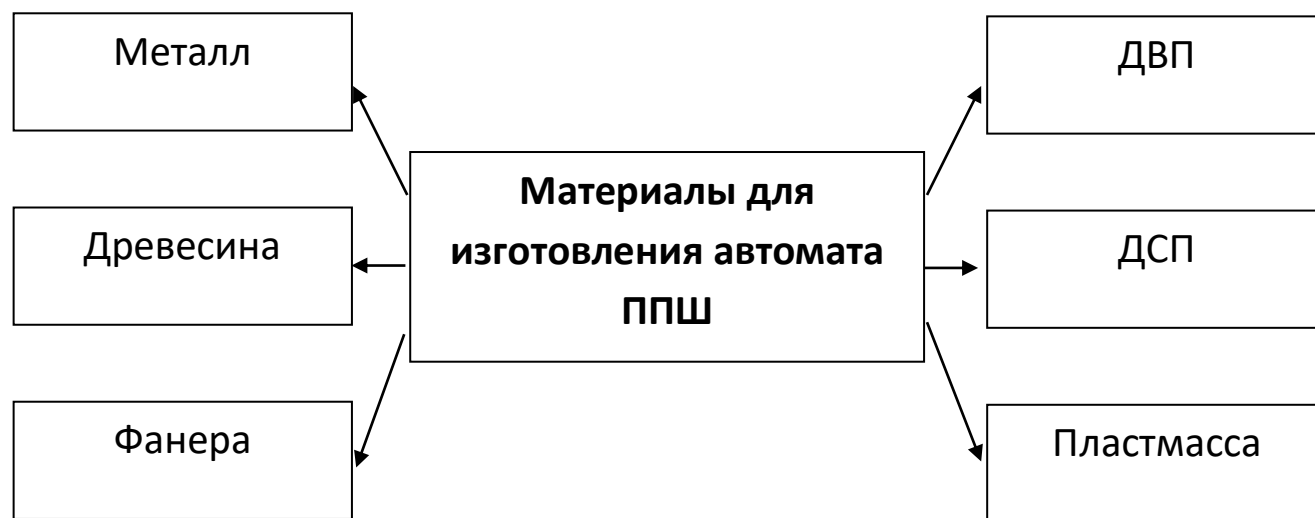 Металл
Древесина
Фанера
Материалы для
изготовления автомата
ППШ
ДВП
ДСП
Пластмасса